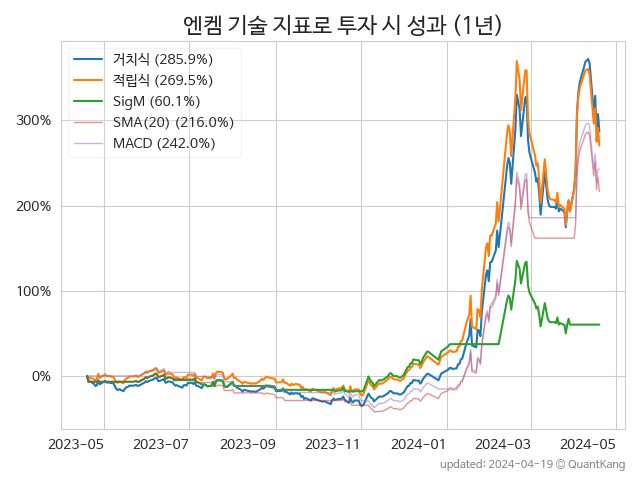 엔켐 기술 지표로 투자 시 성과 (1년)
거치식 (285.9%)
적립식 (269.5%)
SigM (60.1%)
SMA(20) (216.0%)
MACD (242.0%)
300%
200%
100%
0%
2023-05 2023-07 2023-09 2023-11 2024-01 2024-03 2024-05
updated: 2024-04-19 © QuantKang